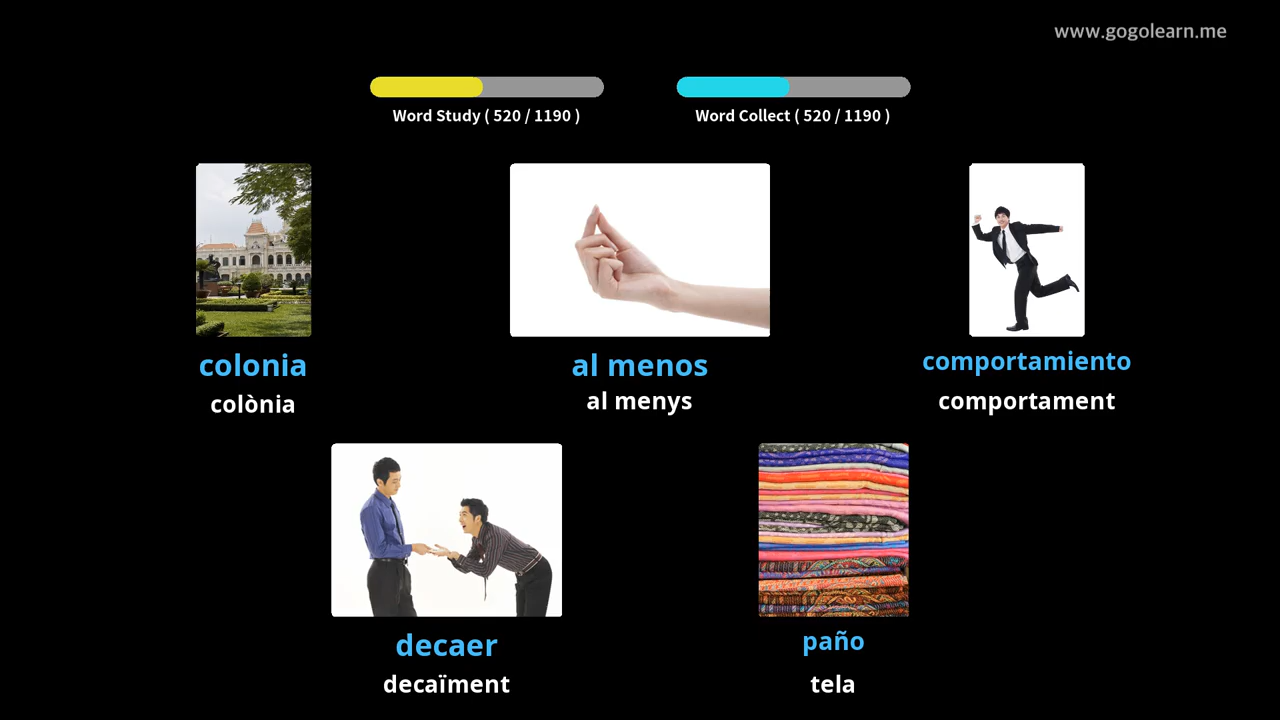 www.gogolearn.me
Word Study ( 520 / 1190 )
Word Collect ( 520 / 1190 )
colonia
colònia
al menos
al menys
comportamiento
comportament
decaer
decaïment
paño
tela